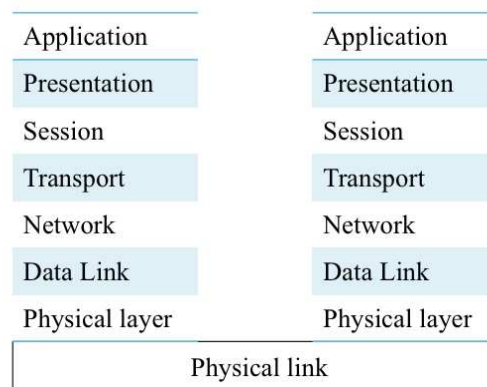 Application Application
Presentation Presentation
Session Session
Transport Transport
Network Network
Data Link Data Link
Physical layer Physical layer
Physical link